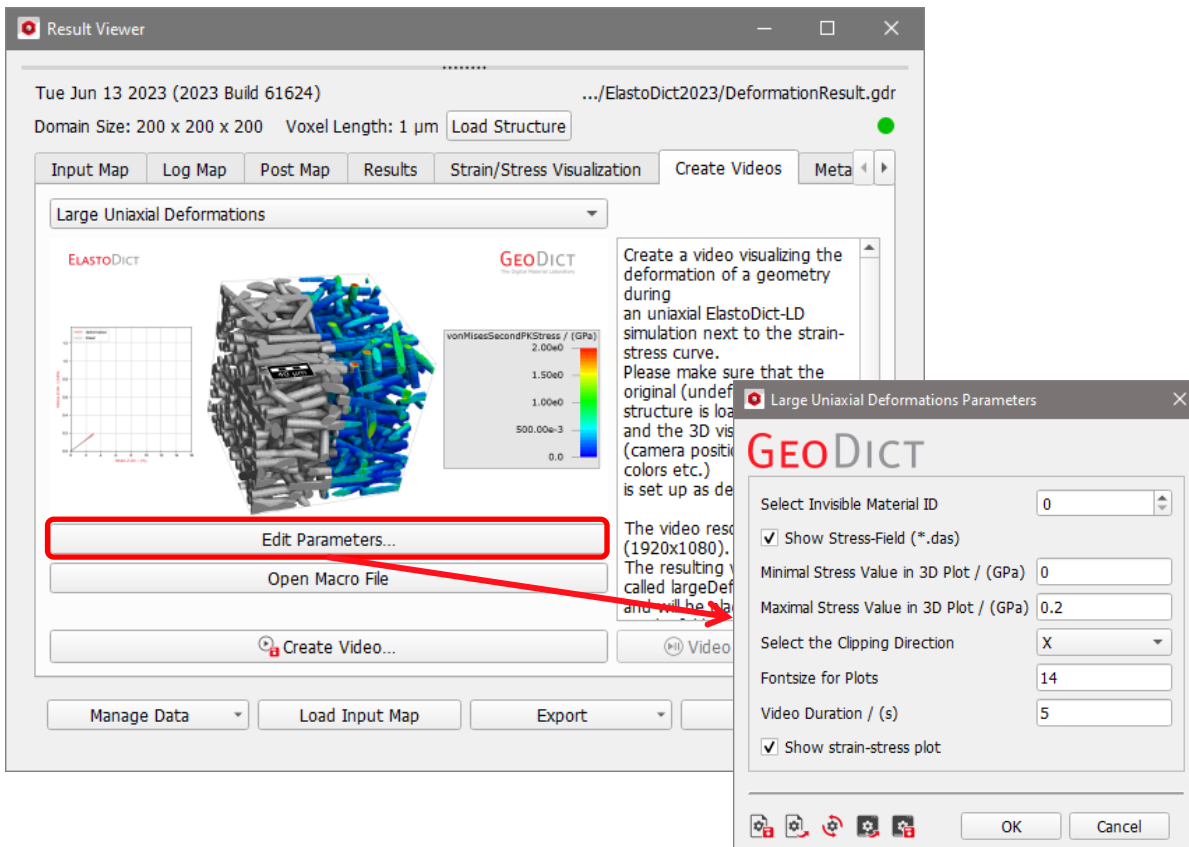 Result Viewer
Tue Jun 13 2023 (2023 Build 61624)
.../ElastoDict2023/DeformationResult.gdr
Domain Size: 200 x 200 x 200 Voxel Length: 1 µm Load Structure
Input Map Log Map Post Map Results Strain/Stress Visualization Create Videos Meta
Large Uniaxial Deformations
ELASTODICT
GEODICT
The Digital Material Laboratory
vonMisesSecondPKStress / (GPa)
2.00e0
1.50e0
1.00e0
500.00e-3
0.0
40 µm
Create a video visualizing the
deformation of a geometry
during
an uniaxial ElastoDict-LD
simulation next to the strain-
stress curve.
Please make sure that the
original (undef
structure is loa
and the 3D vis
(camera positi
colors etc.)
is set up as de
The video reso
(1920x1080).
The resulting v
called largeDef
and will be pla
Edit Parameters...
Open Macro File
Create Video...
Video
Manage Data Load Input Map Export
Large Uniaxial Deformations Parameters
GEODICT
Select Invisible Material ID 0
Show Stress-Field (*.das)
Minimal Stress Value in 3D Plot / (GPa) 0
Maximal Stress Value in 3D Plot / (GPa) 0.2
Select the Clipping Direction X
Fontsize for Plots 14
Video Duration / (s) 5
Show strain-stress plot
OK Cancel